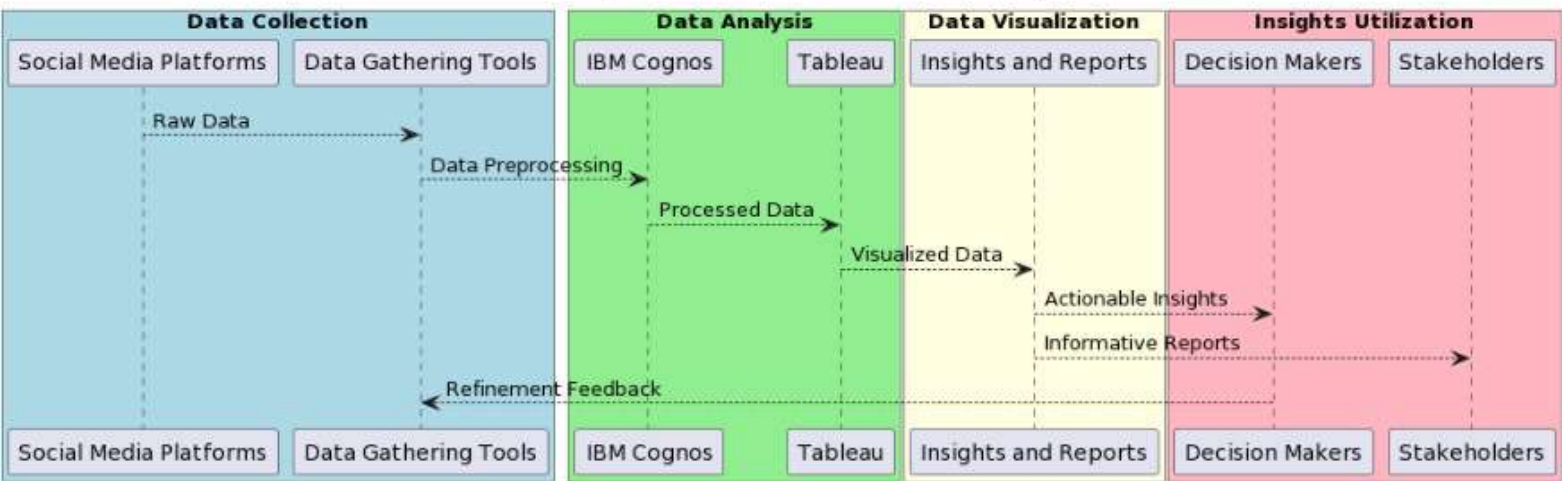 Data Collection
Data Analysis
Data Visualization
Insights Utilization
Social Media Platforms
Data Gathering Tools
IBM Cognos
Tableau
Insights and Reports
Decision Makers
Stakeholders
Raw Data
Data Preprocessing
Processed Data
Visualized Data
Actionable Insights
Informative Reports
Refinement Feedback
Social Media Platforms
Data Gathering Tools
IBM Cognos
Tableau
Insights and Reports
Decision Makers
Stakeholders